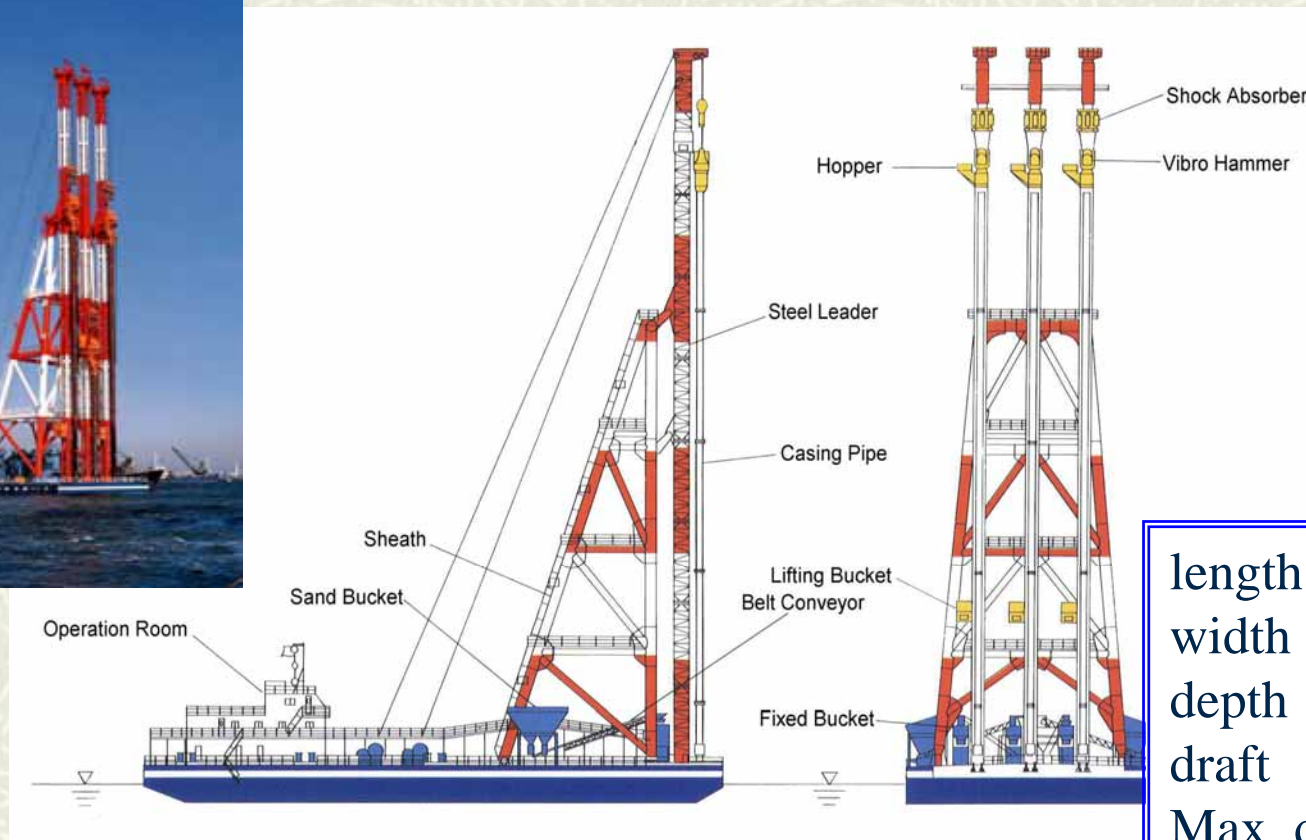 Shock Absorber
Hopper
Vibro Hammer
Steel Leader
Casing Pipe
Sheath
Lifting Bucket
Sand Bucket
Belt Conveyor
Operation Room
Fixed Bucket
length
width
depth
draft
Max